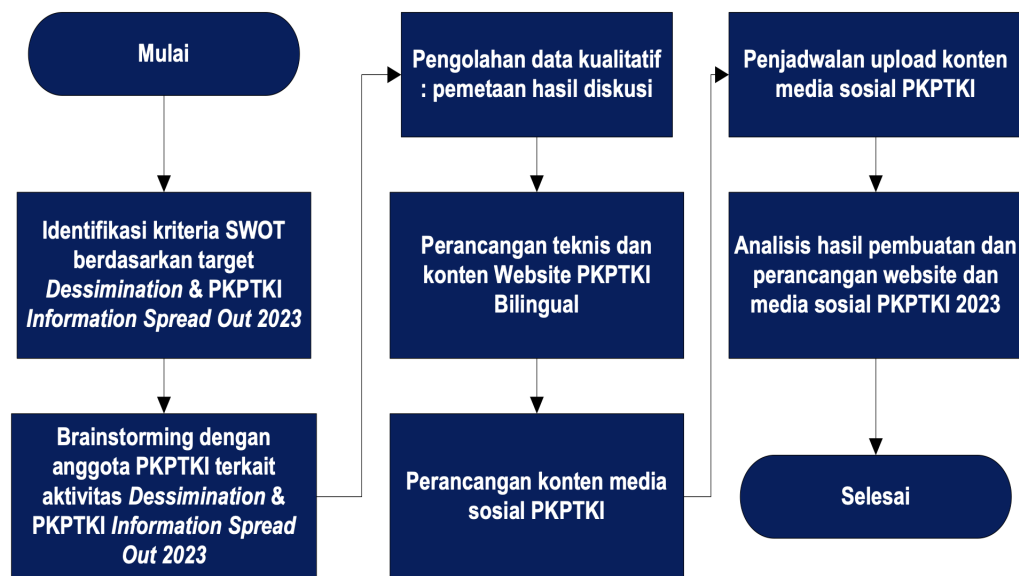 Mulai
Identifikasi kriteria SWOT
berdasarkan target
Dessimination & PKPTKI
Information Spread Out 2023
Brainstorming dengan
anggota PKPTKI terkait
aktivitas Dessimination &
PKPTKI Information Spread
Out 2023
Pengolahan data kualitatif
: pemetaan hasil diskusi
Perancangan teknis dan
konten Website PKPTKI
Bilingual
Perancangan konten media
sosial PKPTKI
Penjadwalan upload konten
media sosial PKPTKI
Analisis hasil pembuatan dan
perancangan website dan
media sosial PKPTKI 2023
Selesai